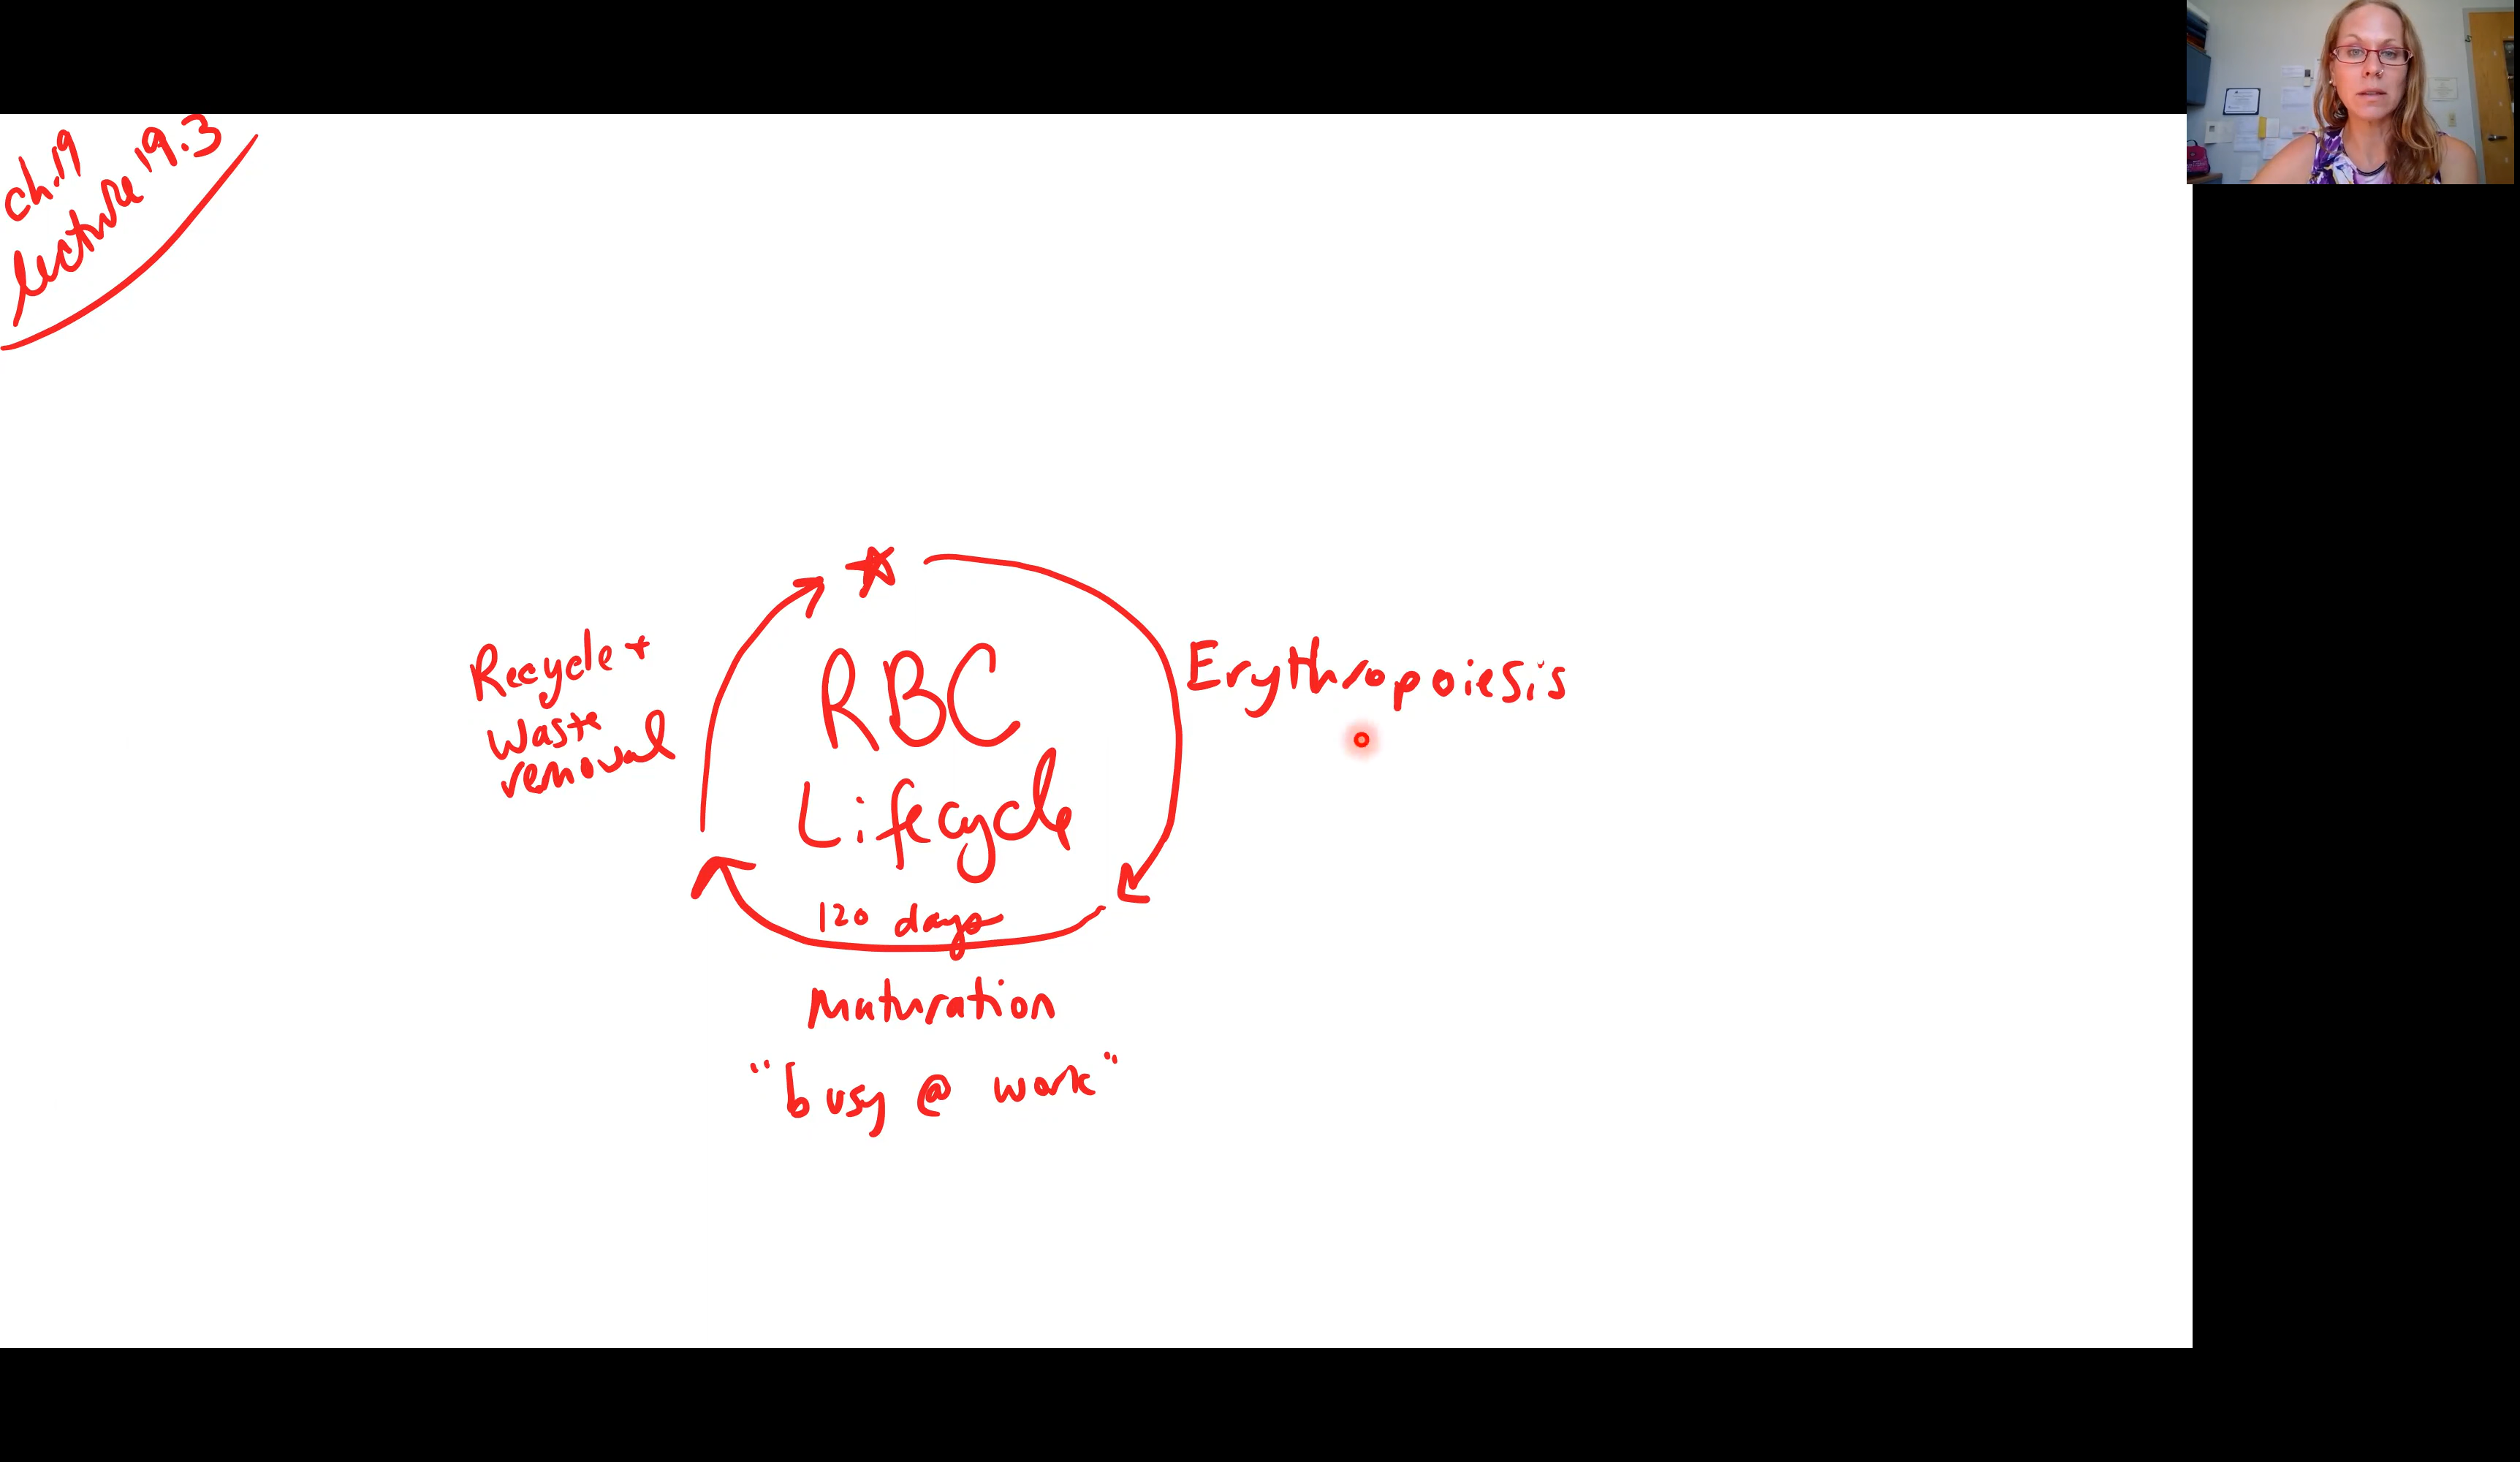 ch.19
lecture 19.3
Recycle +
waste
removal
RBC
Lifecycle
120 days
Erythropoiesis
Maturation
"busy @ work"